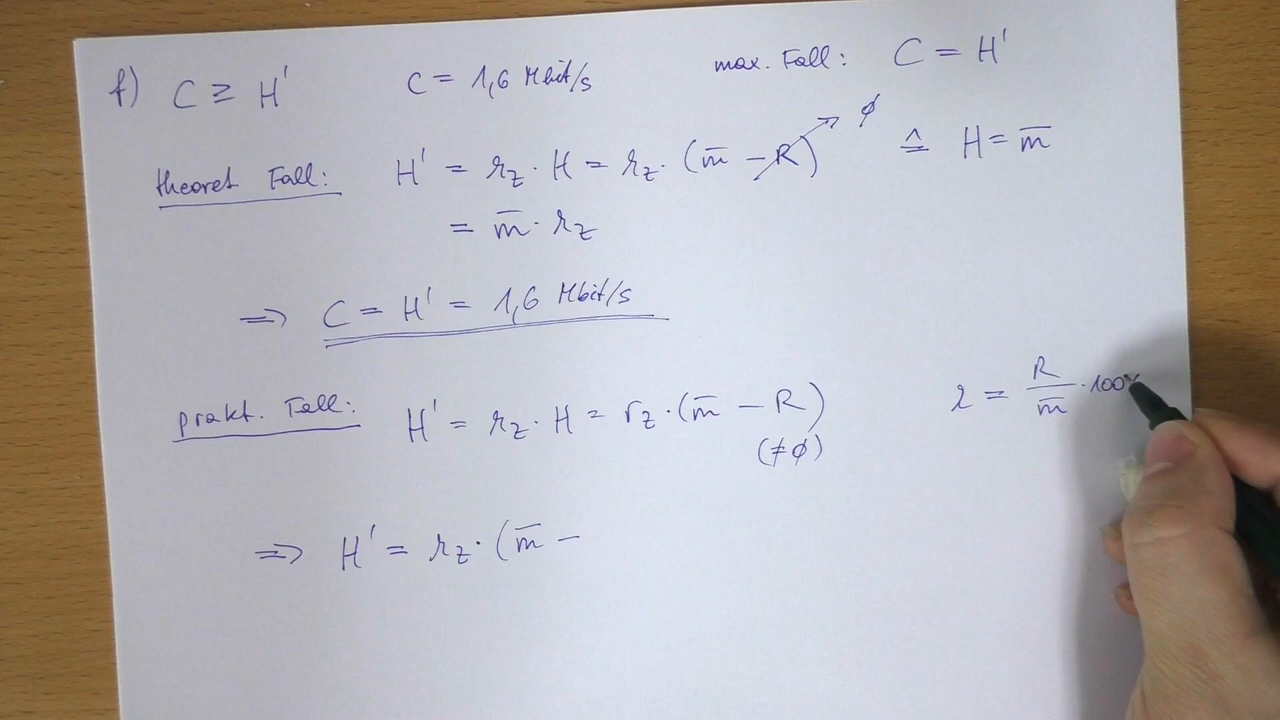 f) C ≥ H' C = 1,6 Mbit/s max. Fall: C = H'
theoret Fall: H' = r_z · H = r_z · (m̅ - R) → ∅ ≙ H = m̅
= m̅ · r_z
⇒ C = H' = 1,6 Mbit/s
prakt. Fall: H' = r_z · H = r_z · (m̅ - R) r = R/m̅ · 100%
(≠∅)
⇒ H' = r_z · (m̅ -